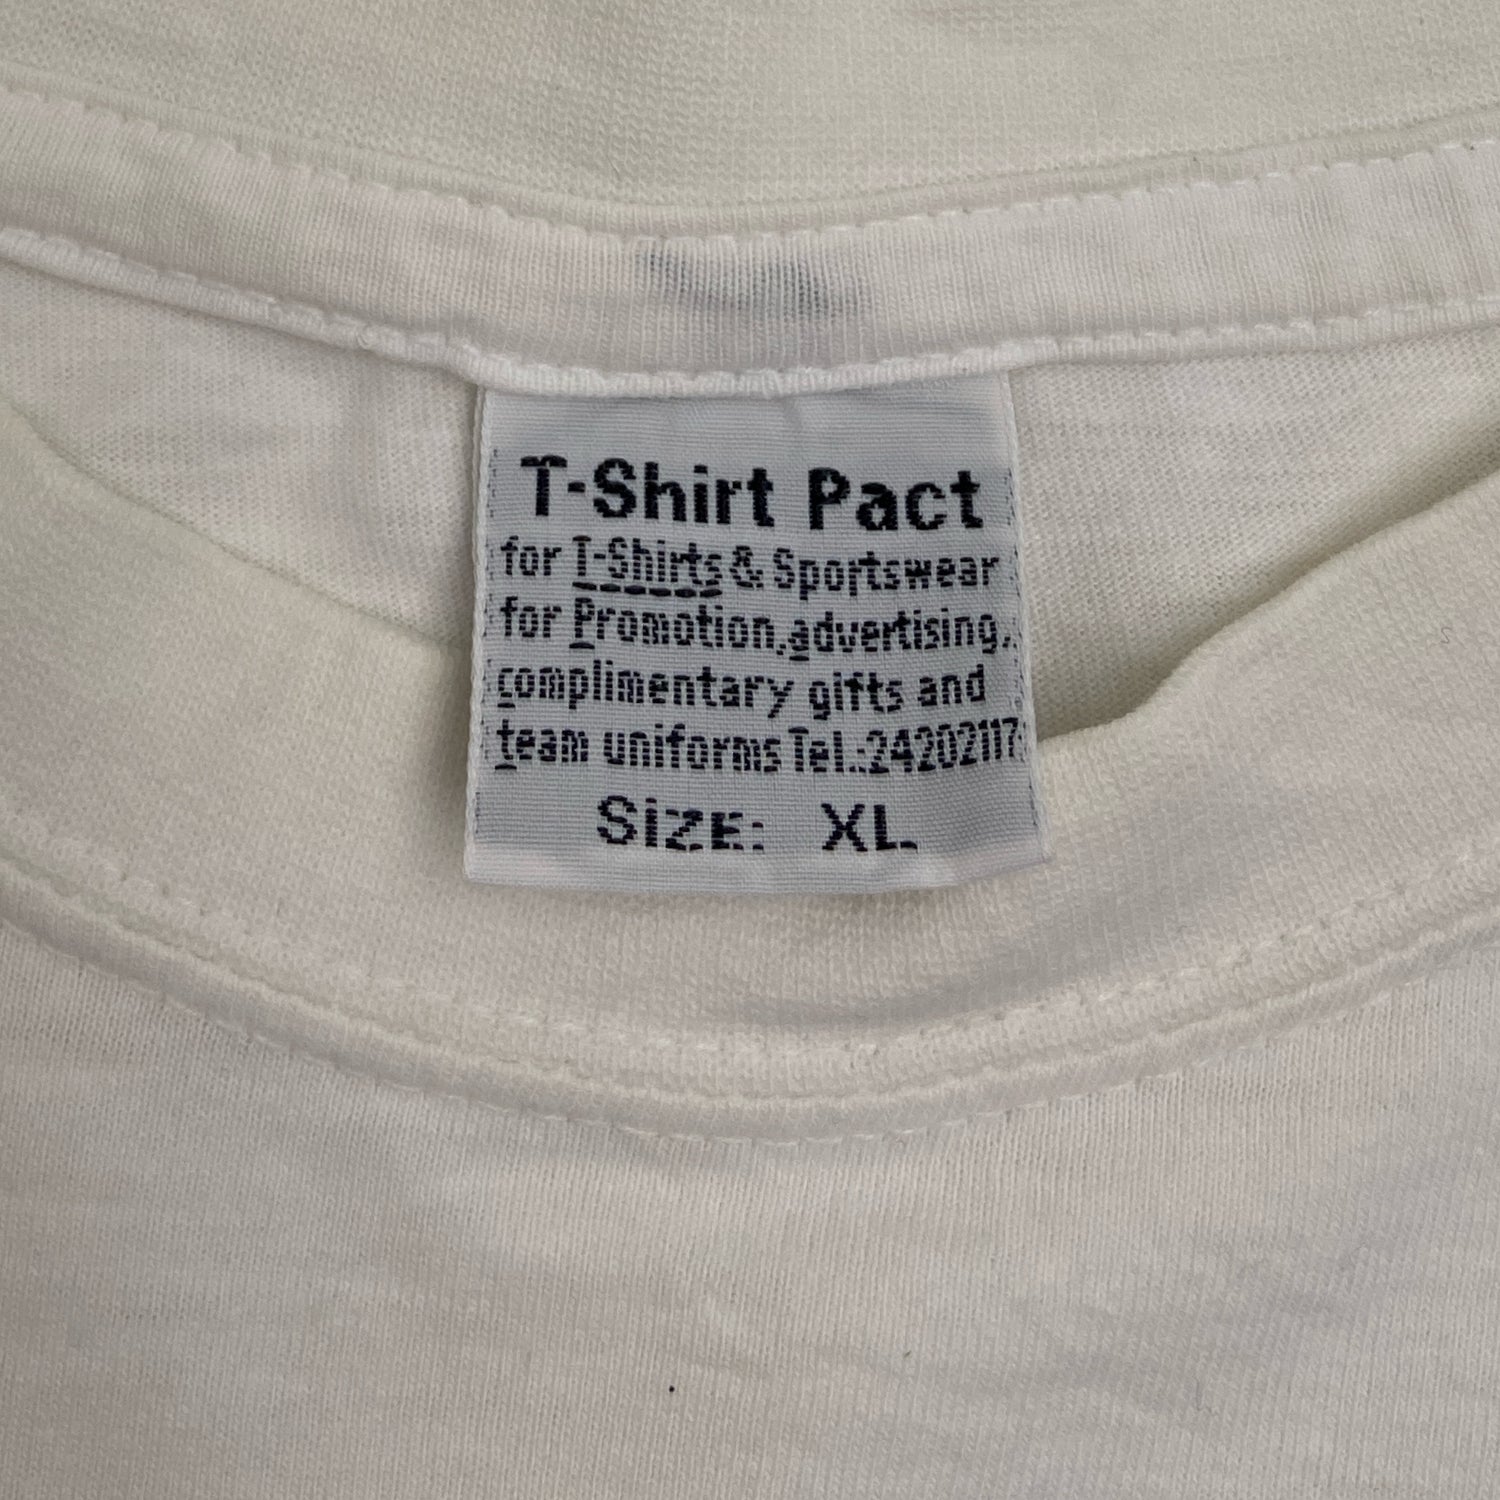 T-Shirt Pact
for T-Shirts & Sportswear
for Promotion,advertising,
complimentary gifts and
team uniforms Tel.:24202117
SiZE: XL